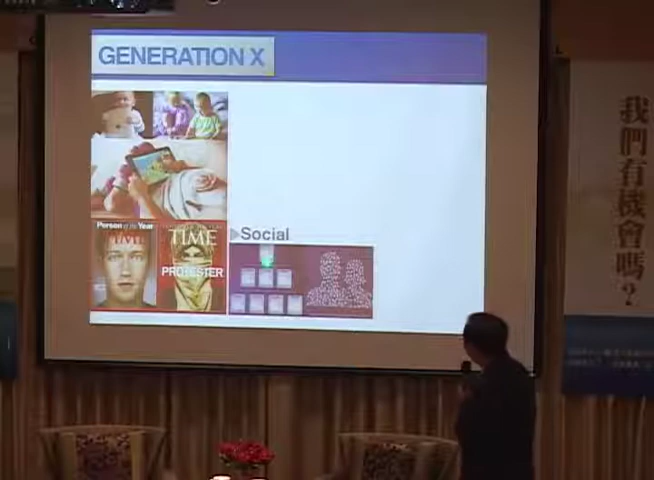 GENERATION X
Person of the Year
TIME
TIME
PROTESTER
Social
我們有機會嗎?